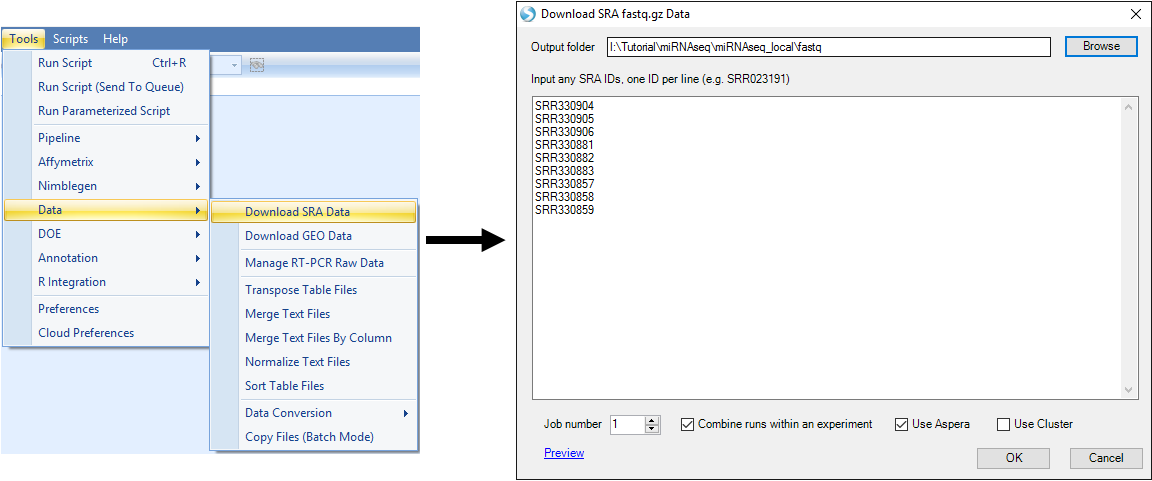 Tools Scripts Help
Run Script Ctrl+R
Run Script (Send To Queue)
Run Parameterized Script
Pipeline
Affymetrix
Nimblegen
Data
DOE
Annotation
R Integration
Preferences
Cloud Preferences
Download SRA Data
Download GEO Data
Manage RT-PCR Raw Data
Transpose Table Files
Merge Text Files
Merge Text Files By Column
Normalize Text Files
Sort Table Files
Data Conversion
Copy Files (Batch Mode)
Download SRA fastq.gz Data
Output folder I:\Tutorial\miRNAseq\miRNAseq_local\fastq Browse
Input any SRA IDs, one ID per line (e.g. SRR023191)
SRR330904
SRR330905
SRR330906
SRR330881
SRR330882
SRR330883
SRR330857
SRR330858
SRR330859
Job number 1 Combine runs within an experiment Use Aspera Use Cluster
Preview
OK Cancel